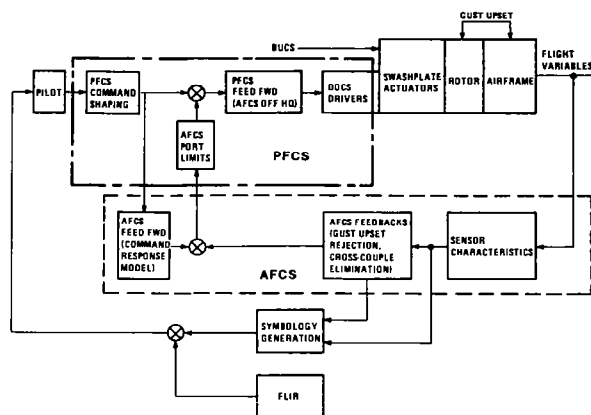 GUST UPSET
BUCS
FLIGHT
VARIABLES
PILOT
PFCS
COMMAND
SHAPING
PFCS
FEED FWD
(AFCS OFF HQ)
DOCS
DRIVERS
SWASHPLATE
ACTUATORS
ROTOR
AIRFRAME
AFCS
PORT
LIMITS
PFCS
AFCS
FEED FWD
(COMMAND
RESPONSE
MODEL)
AFCS FEEDBACKS
(GUST UPSET
REJECTION,
CROSS-COUPLE
ELIMINATION)
SENSOR
CHARACTERISTICS
AFCS
SYMBOLOGY
GENERATION
FLIR